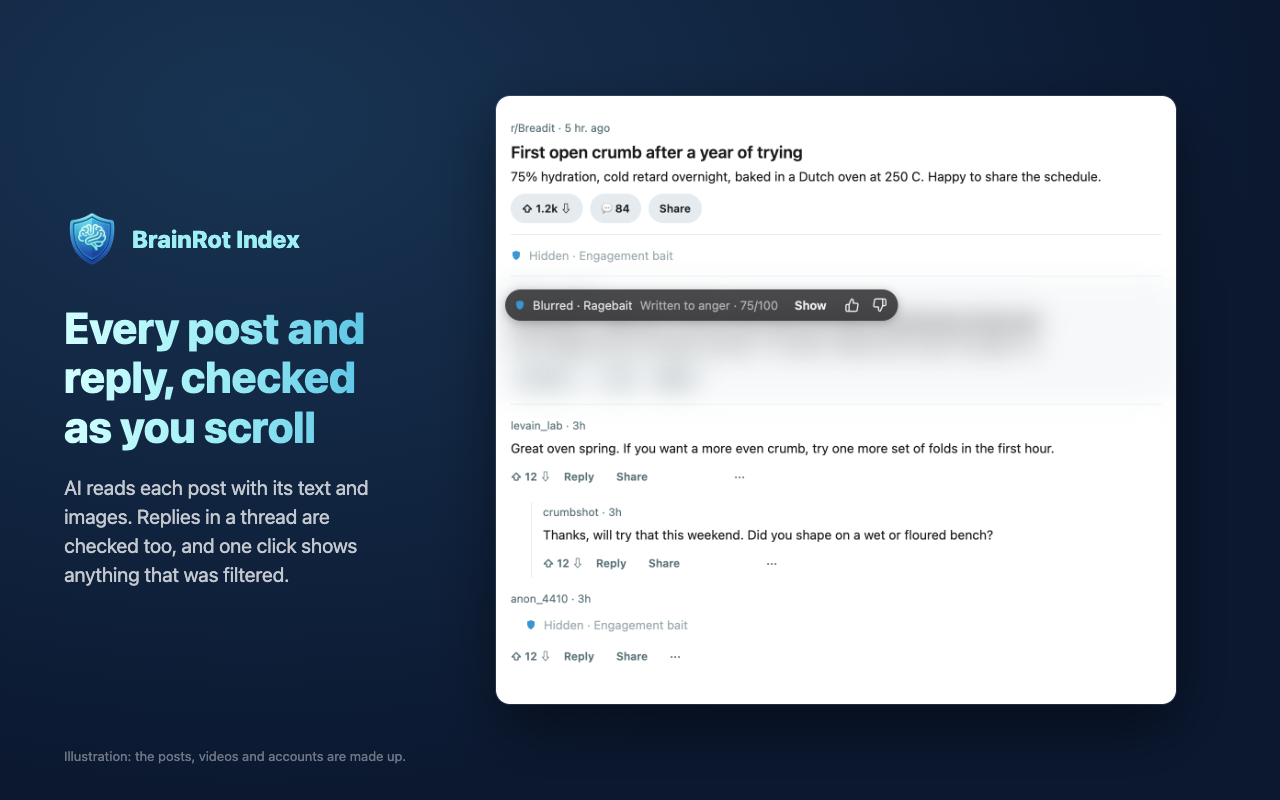 BrainRot Index
Every post and
reply, checked
as you scroll
AI reads each post with its text and
images. Replies in a thread are
checked too, and one click shows
anything that was filtered.
Illustration: the posts, videos and accounts are made up.
r/Breadit · 5 hr. ago
First open crumb after a year of trying
75% hydration, cold retard overnight, baked in a Dutch oven at 250 C. Happy to share the schedule.
1.2k 84 Share
Hidden · Engagement bait
Blurred · Ragebait Written to anger · 75/100 Show
levain_lab · 3h
Great oven spring. If you want a more even crumb, try one more set of folds in the first hour.
12 Reply Share ...
crumbshot · 3h
Thanks, will try that this weekend. Did you shape on a wet or floured bench?
12 Reply Share ...
anon_4410 · 3h
Hidden · Engagement bait
12 Reply Share ...